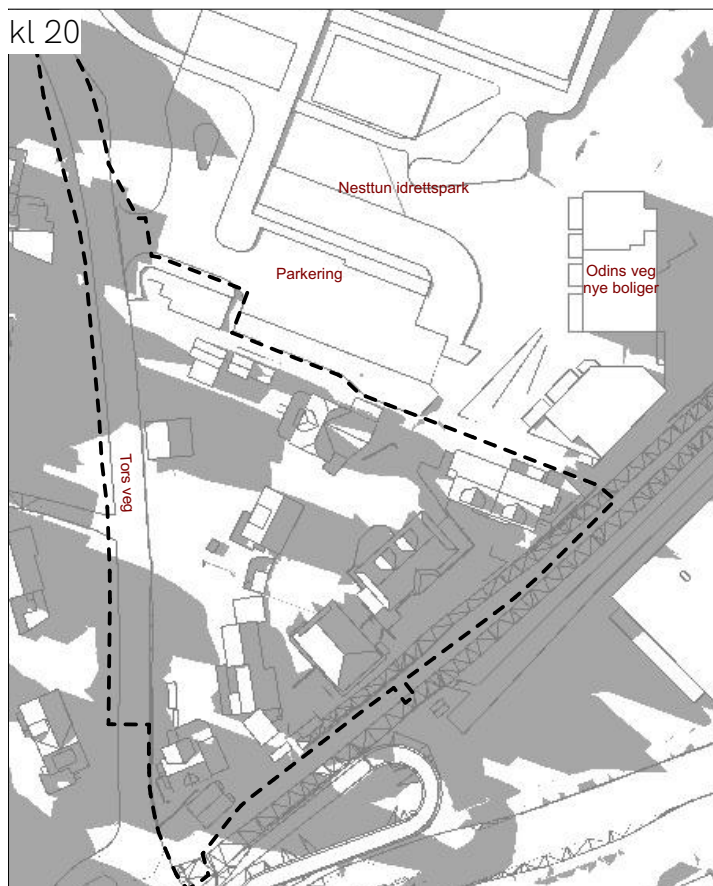 kl 20
Nesttun idrettspark
Parkering
Odins veg
nye boliger
Tors veg